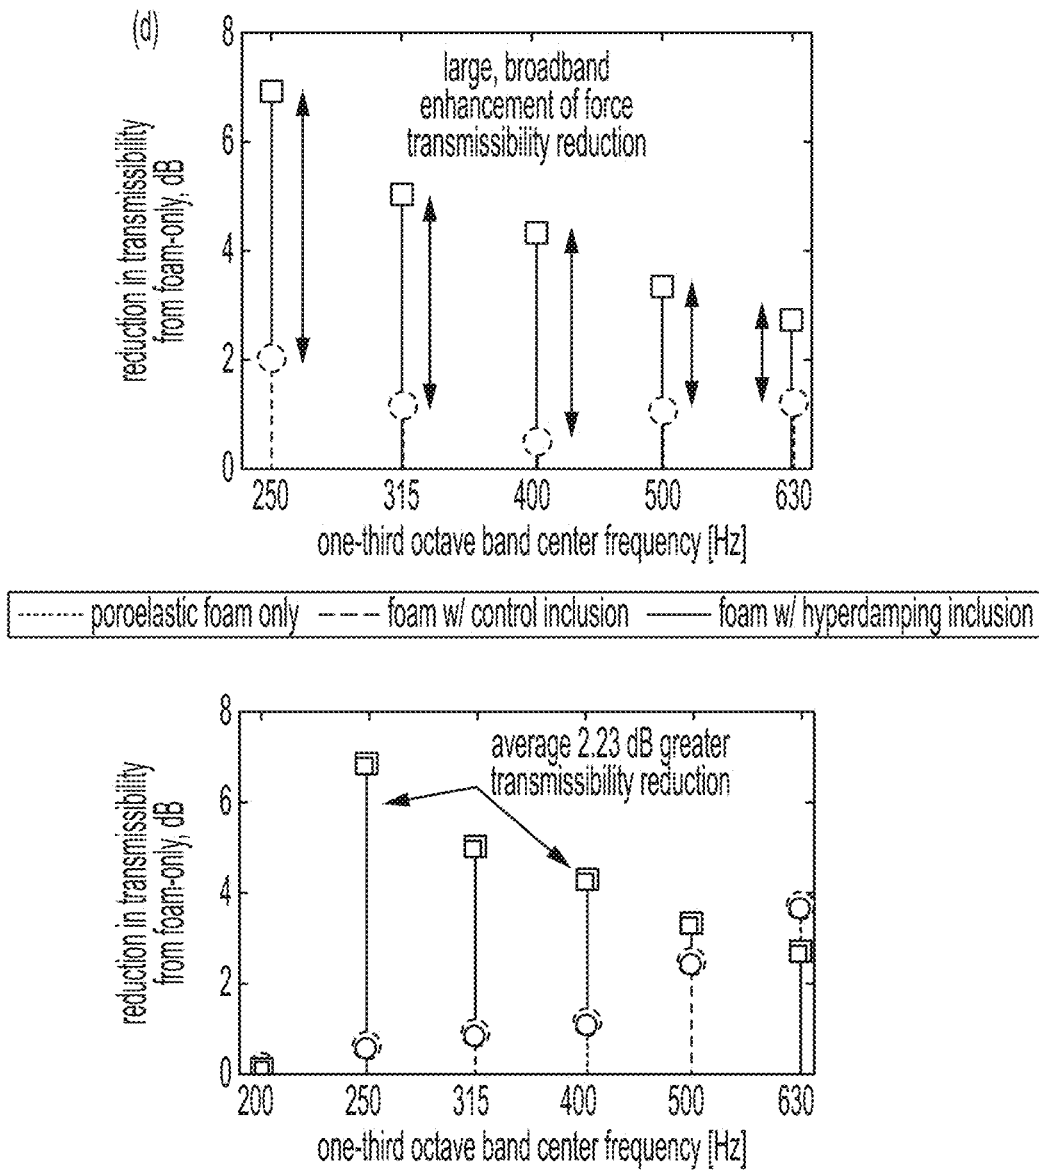 (d)
8
6
4
2
0
reduction in transmissibility
from foam-only, dB
large, broadband
enhancement of force
transmissibility reduction
250 315 400 500 630
one-third octave band center frequency [Hz]
poroelastic foam only foam w/ control inclusion foam w/ hyperdamping inclusion
8
6
4
2
0
reduction in transmissibility
from foam-only, dB
average 2.23 dB greater
transmissibility reduction
200 250 315 400 500 630
one-third octave band center frequency [Hz]